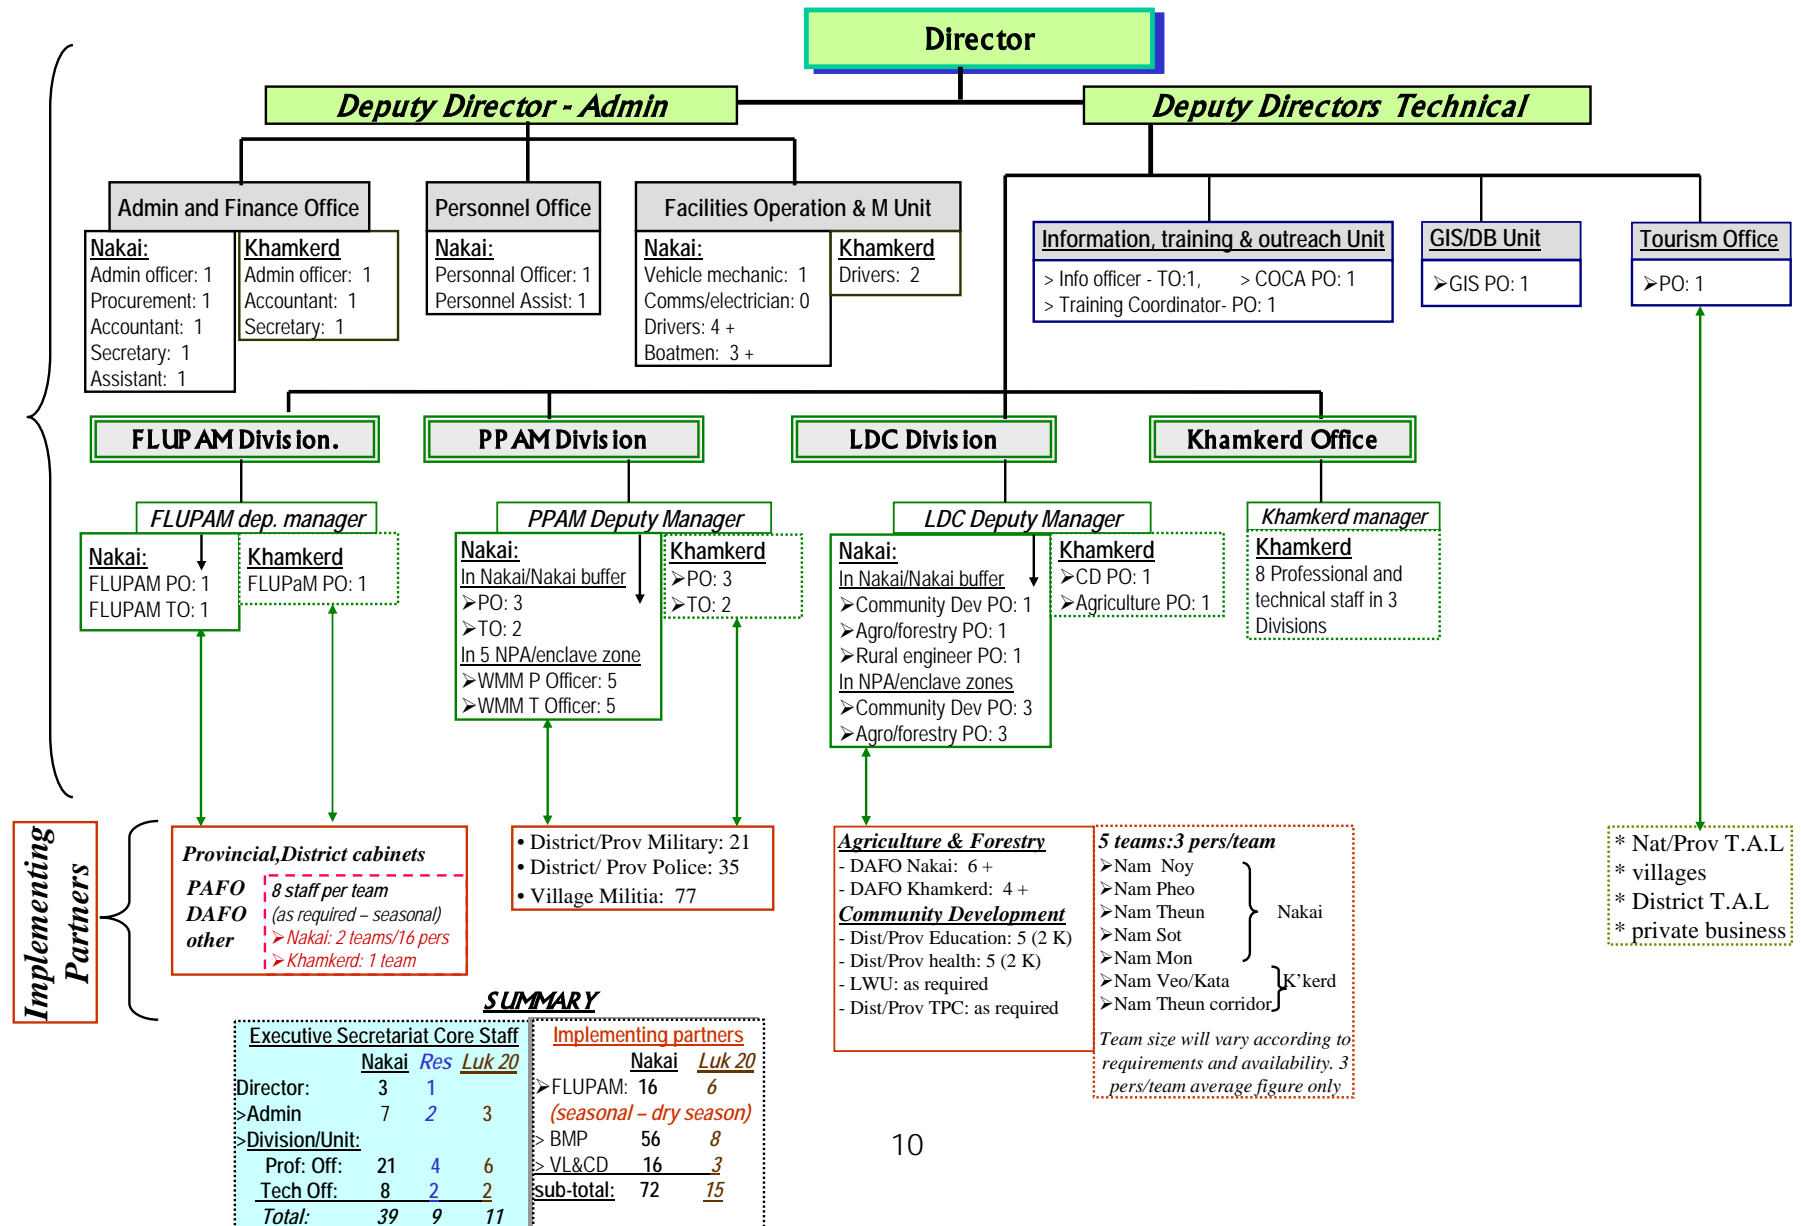 Director
Deputy Director - Admin
Deputy Directors Technical
Admin and Finance Office
Nakai:
Admin officer: 1
Procurement: 1
Accountant: 1
Secretary: 1
Assistant: 1
Khamkerd
Admin officer: 1
Accountant: 1
Secretary: 1
Personnel Office
Nakai:
Personnal Officer: 1
Personnel Assist: 1
Facilities Operation & M Unit
Nakai:
Vehicle mechanic: 1
Comms/electrician: 0
Drivers: 4 +
Boatmen: 3 +
Khamkerd
Drivers: 2
Information, training & outreach Unit
> Info officer - TO:1, > COCA PO: 1
> Training Coordinator- PO: 1
GIS/DB Unit
➢GIS PO: 1
Tourism Office
➢PO: 1
FLUPAM Division.
PPAM Division
LDC Division
Khamkerd Office
FLUPAM dep. manager
Nakai:
FLUPAM PO: 1
FLUPAM TO: 1
Khamkerd
FLUPaM PO: 1
PPAM Deputy Manager
Nakai:
In Nakai/Nakai buffer
➢PO: 3
➢TO: 2
In 5 NPA/enclave zone
➢WMM P Officer: 5
➢WMM T Officer: 5
Khamkerd
➢PO: 3
➢TO: 2
LDC Deputy Manager
Nakai:
In Nakai/Nakai buffer
➢Community Dev PO: 1
➢Agro/forestry PO: 1
➢Rural engineer PO: 1
In NPA/enclave zones
➢Community Dev PO: 3
➢Agro/forestry PO: 3
Khamkerd
➢CD PO: 1
➢Agriculture PO: 1
Khamkerd manager
Khamkerd
8 Professional and
technical staff in 3
Divisions
Implementing
Partners
Provincial,District cabinets
PAFO
DAFO
other
8 staff per team
(as required – seasonal)
➢Nakai: 2 teams/16 pers
➢Khamkerd: 1 team
• District/Prov Military: 21
• District/ Prov Police: 35
• Village Militia: 77
Agriculture & Forestry
- DAFO Nakai: 6 +
- DAFO Khamkerd: 4 +
Community Development
- Dist/Prov Education: 5 (2 K)
- Dist/Prov health: 5 (2 K)
- LWU: as required
- Dist/Prov TPC: as required
5 teams:3 pers/team
➢Nam Noy
➢Nam Pheo
➢Nam Theun
➢Nam Sot
➢Nam Mon
Nakai
➢Nam Veo/Kata
➢Nam Theun corridor
K'kerd
Team size will vary according to
requirements and availability. 3
pers/team average figure only
* Nat/Prov T.A.L
* villages
* District T.A.L
* private business
SUMMARY
Executive Secretariat Core Staff
Nakai Res Luk 20
Director: 3 1
>Admin 7 2 3
>Division/Unit:
Prof: Off: 21 4 6
Tech Off: 8 2 2
Total: 39 9 11
Implementing partners
Nakai Luk 20
➢FLUPAM: 16 6
(seasonal – dry season)
> BMP 56 8
> VL&CD 16 3
sub-total: 72 15
10